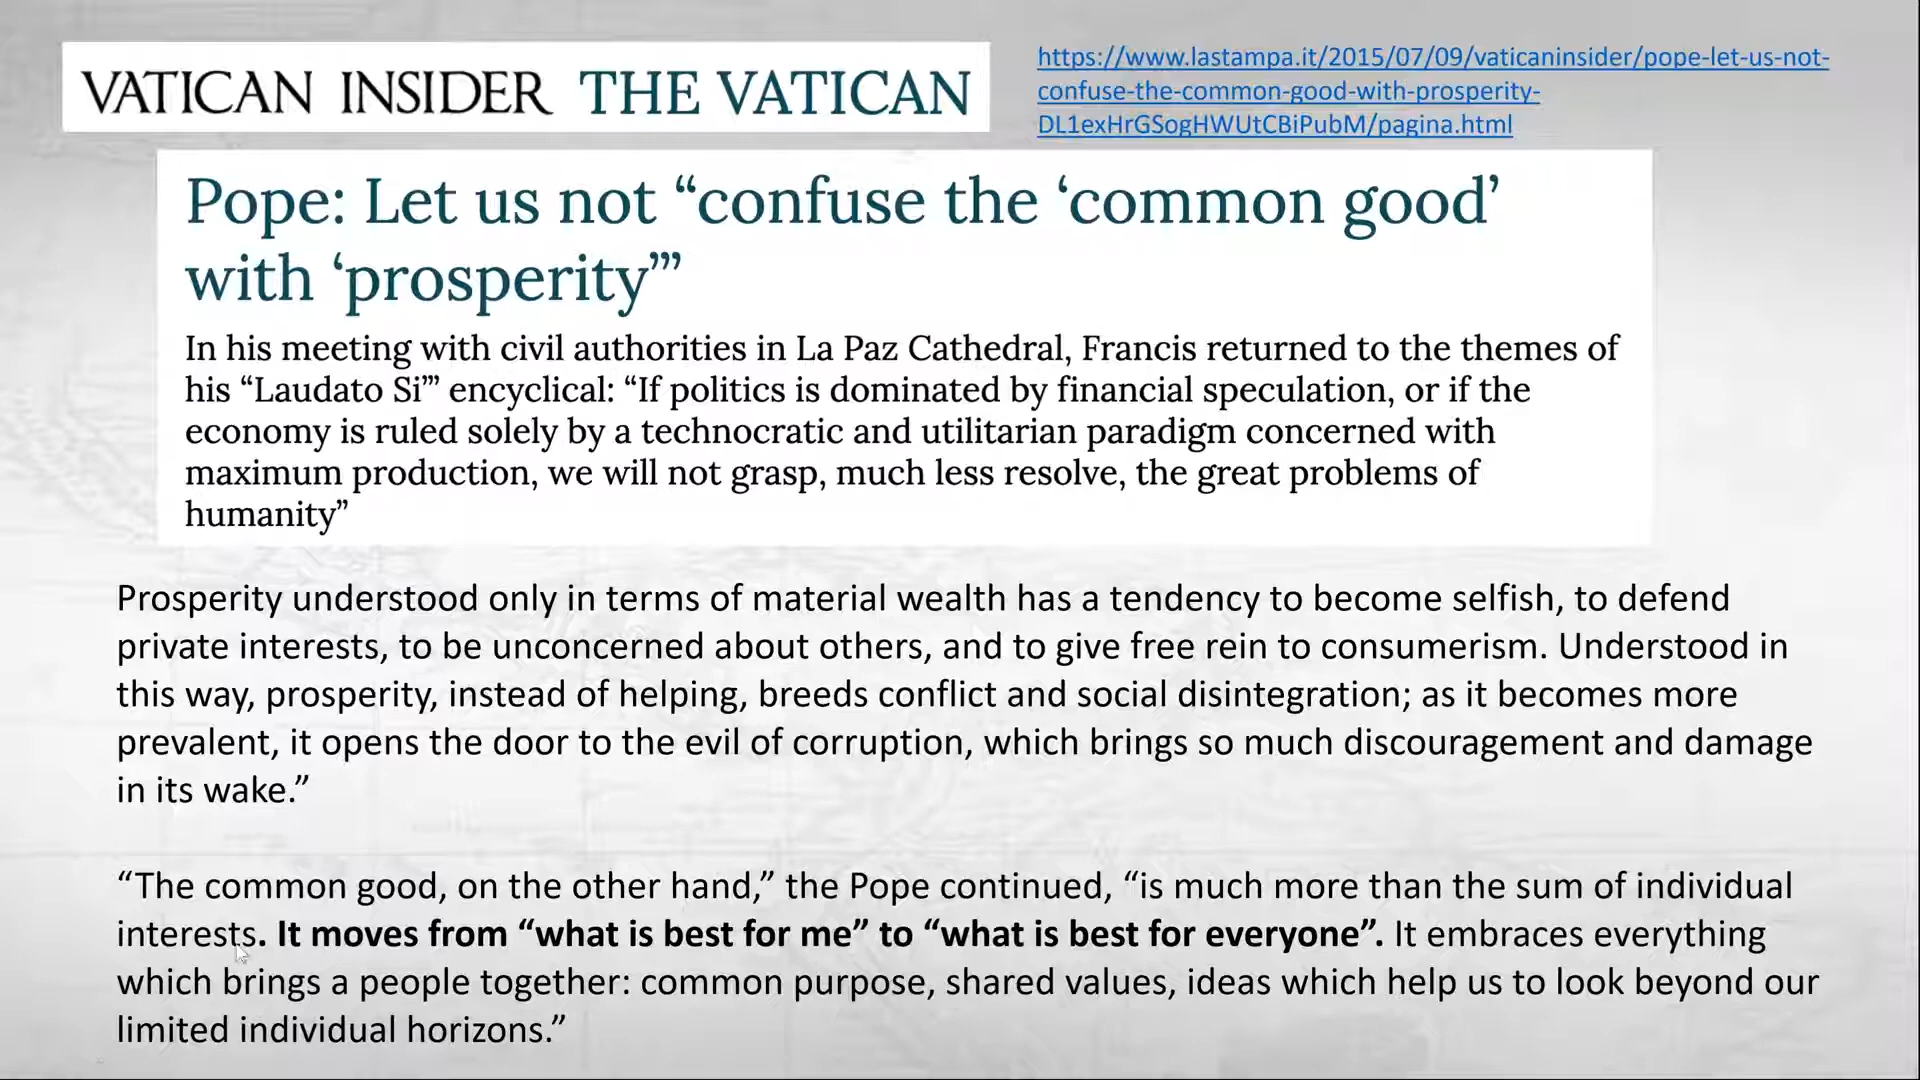 VATICAN INSIDER THE VATICAN
https://www.lastampa.it/2015/07/09/vaticaninsider/pope-let-us-not-
confuse-the-common-good-with-prosperity-
DL1exHrGSogHWUtCBiPubM/pagina.html
Pope: Let us not “confuse the ‘common good’
with ‘prosperity’”
In his meeting with civil authorities in La Paz Cathedral, Francis returned to the themes of
his “Laudato Si’” encyclical: “If politics is dominated by financial speculation, or if the
economy is ruled solely by a technocratic and utilitarian paradigm concerned with
maximum production, we will not grasp, much less resolve, the great problems of
humanity”
Prosperity understood only in terms of material wealth has a tendency to become selfish, to defend
private interests, to be unconcerned about others, and to give free rein to consumerism. Understood in
this way, prosperity, instead of helping, breeds conflict and social disintegration; as it becomes more
prevalent, it opens the door to the evil of corruption, which brings so much discouragement and damage
in its wake.”
“The common good, on the other hand,” the Pope continued, “is much more than the sum of individual
interests. It moves from “what is best for me” to “what is best for everyone”. It embraces everything
which brings a people together: common purpose, shared values, ideas which help us to look beyond our
limited individual horizons.”